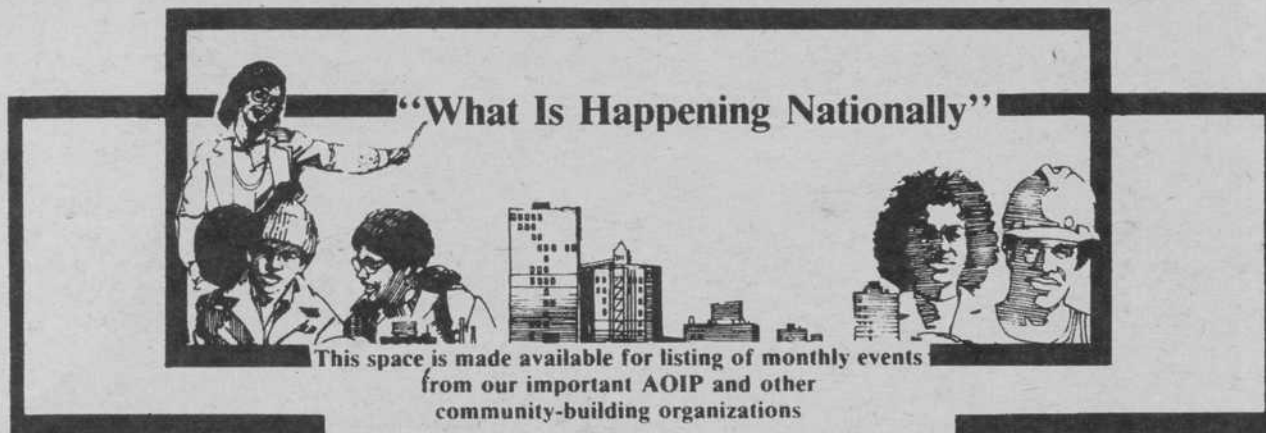 “What Is Happening Nationally”
This space is made available for listing of monthly events
from our important AOIP and other
community-building organizations